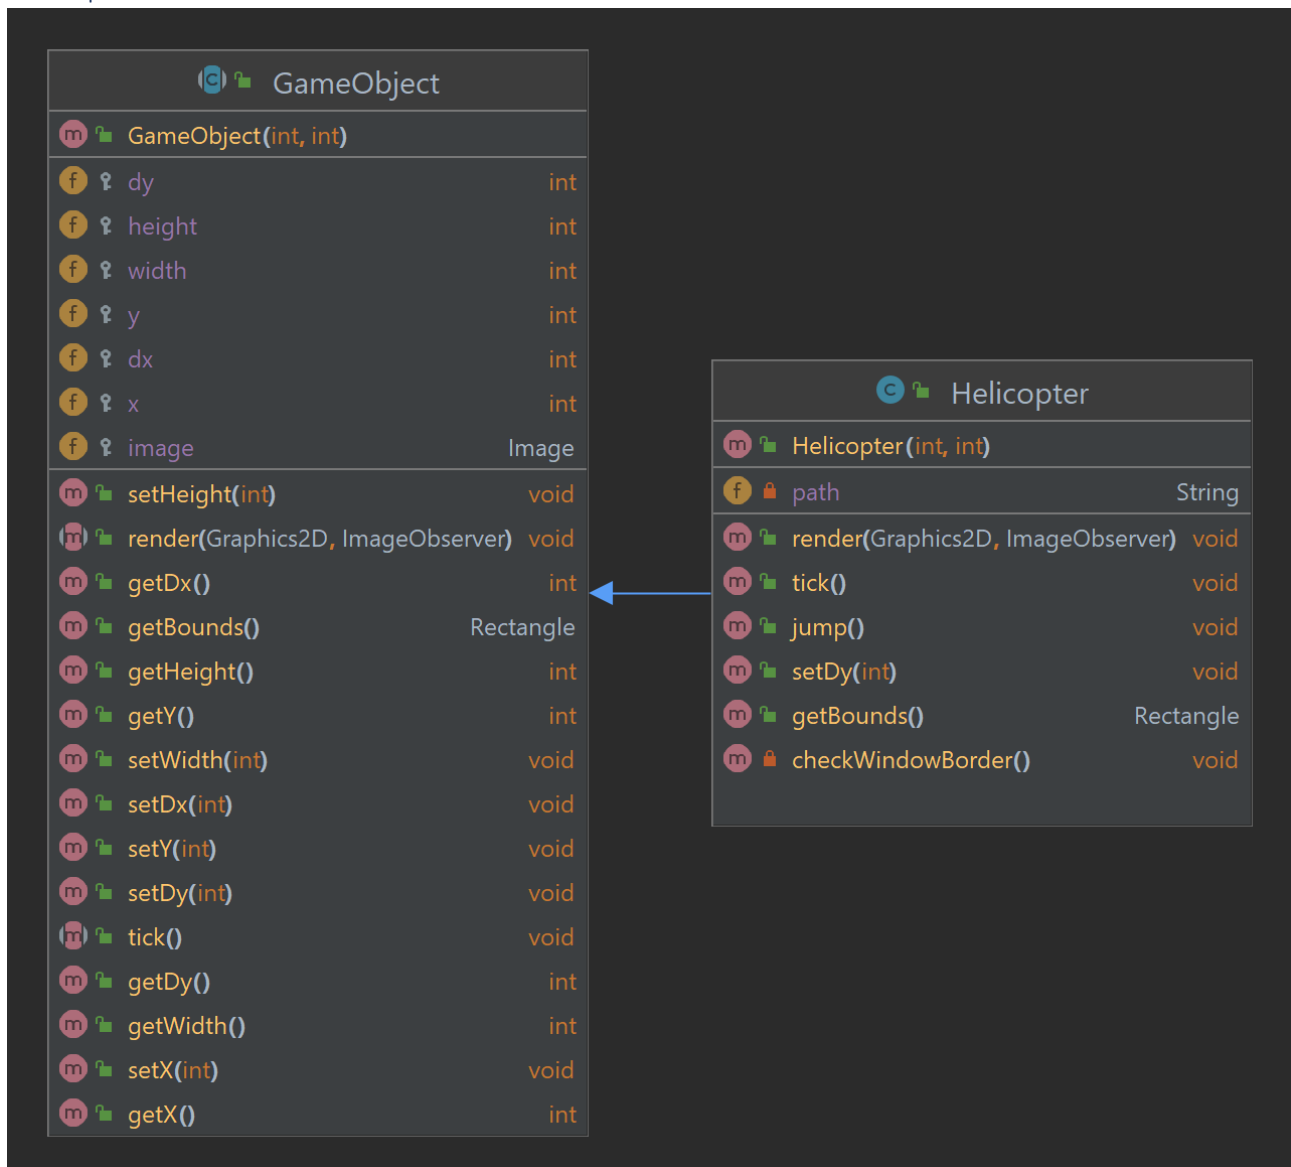 GameObject
GameObject(int, int)
dy int
height int
width int
y int
dx int
x int
image Image
setHeight(int) void
render(Graphics2D, ImageObserver) void
getDx() int
getBounds() Rectangle
getHeight() int
getY() int
setWidth(int) void
setDx(int) void
setY(int) void
setDy(int) void
tick() void
getDy() int
getWidth() int
setX(int) void
getX() int
Helicopter
Helicopter(int, int)
path String
render(Graphics2D, ImageObserver) void
tick() void
jump() void
setDy(int) void
getBounds() Rectangle
checkWindowBorder() void